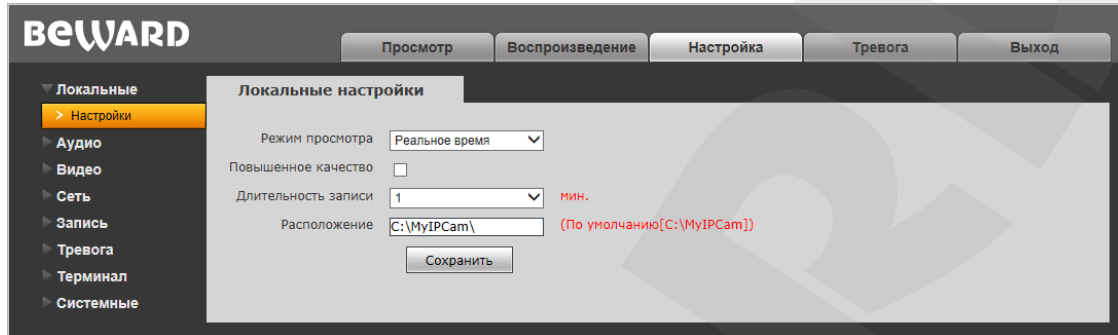 BEWARD
Просмотр Воспроизведение Настройка Тревога Выход
Локальные
Настройки
Аудио
Видео
Сеть
Запись
Тревога
Терминал
Системные
Локальные настройки
Режим просмотра Реальное время
Повышенное качество
Длительность записи 1 мин.
Расположение C:\MyIPCam\ (По умолчанию[C:\MyIPCam])
Сохранить